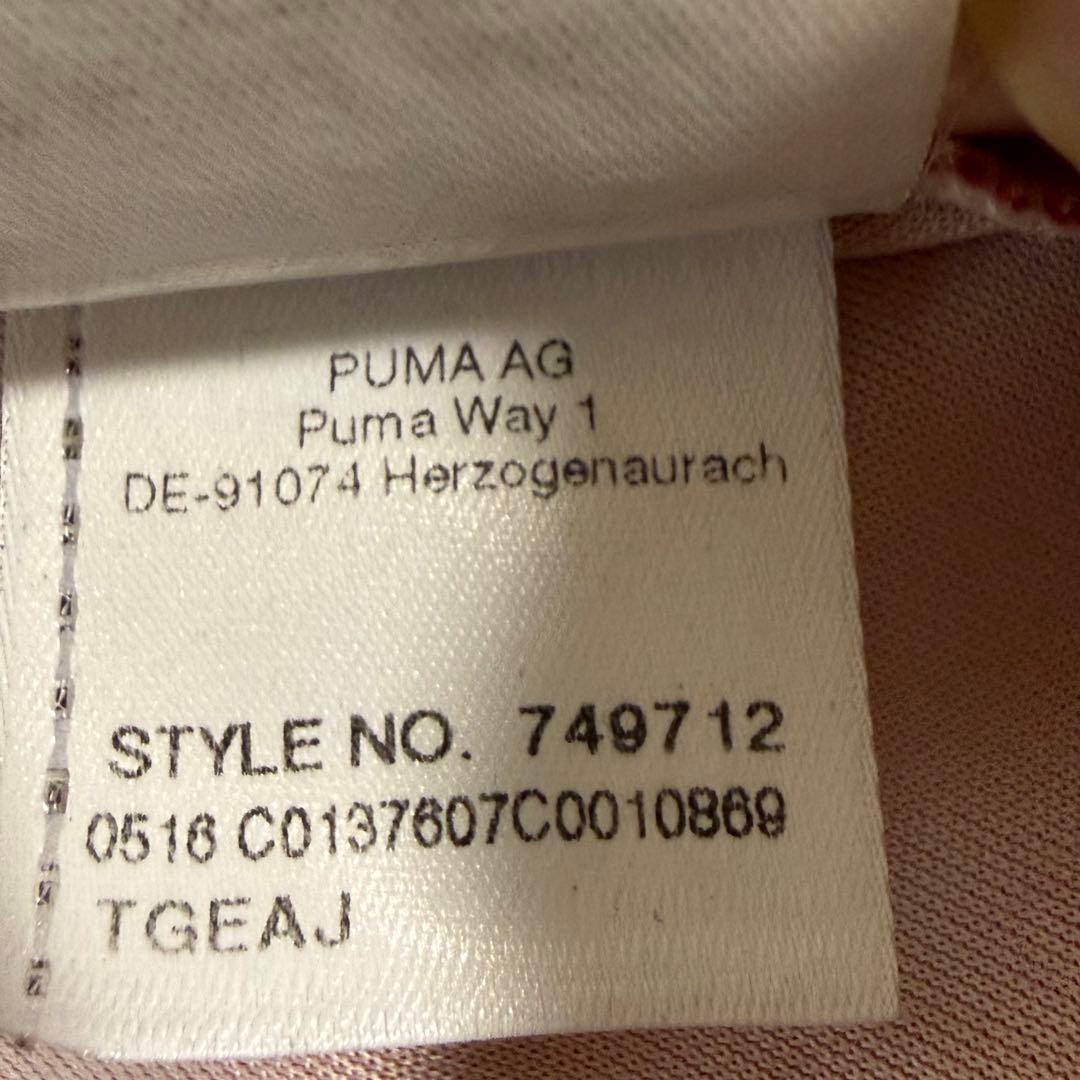 PUMA AG
Puma Way 1
DE-91074 Herzogenaurach
STYLE NO. 749712
0516 C0137607C0010869
TGEAJ